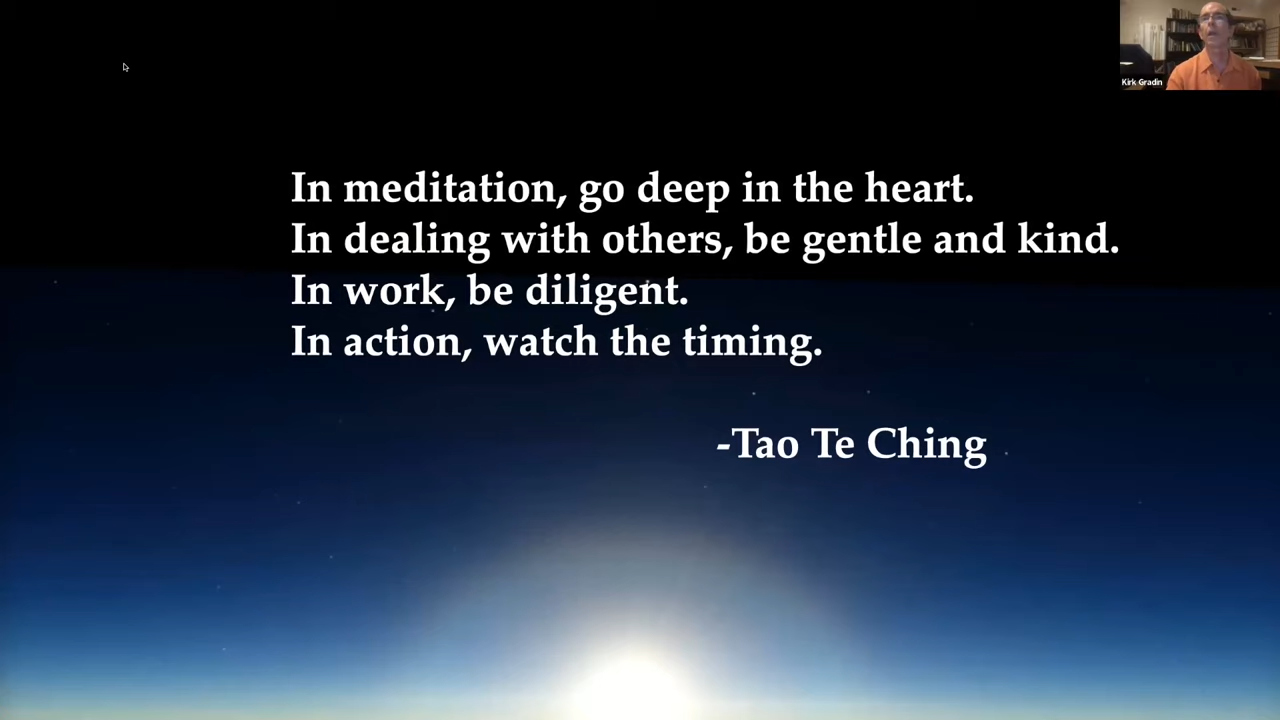 Kirk Gradin
In meditation, go deep in the heart.
In dealing with others, be gentle and kind.
In work, be diligent.
In action, watch the timing.
-Tao Te Ching